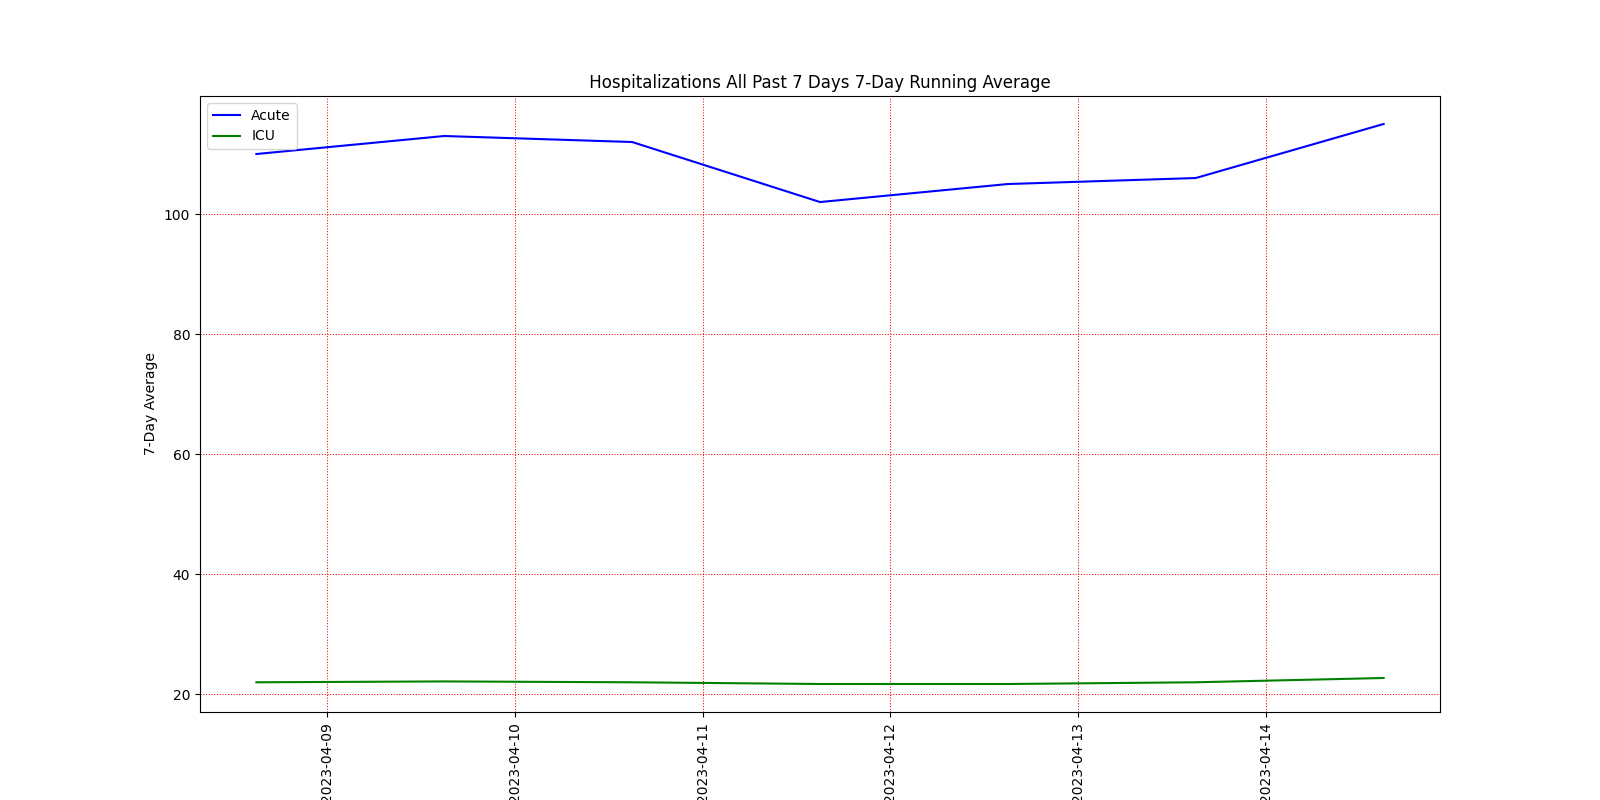 Hospitalizations All Past 7 Days 7-Day Running Average
Acute
ICU
7-Day Average
100
80
60
40
20
2023-04-09
2023-04-10
2023-04-11
2023-04-12
2023-04-13
2023-04-14